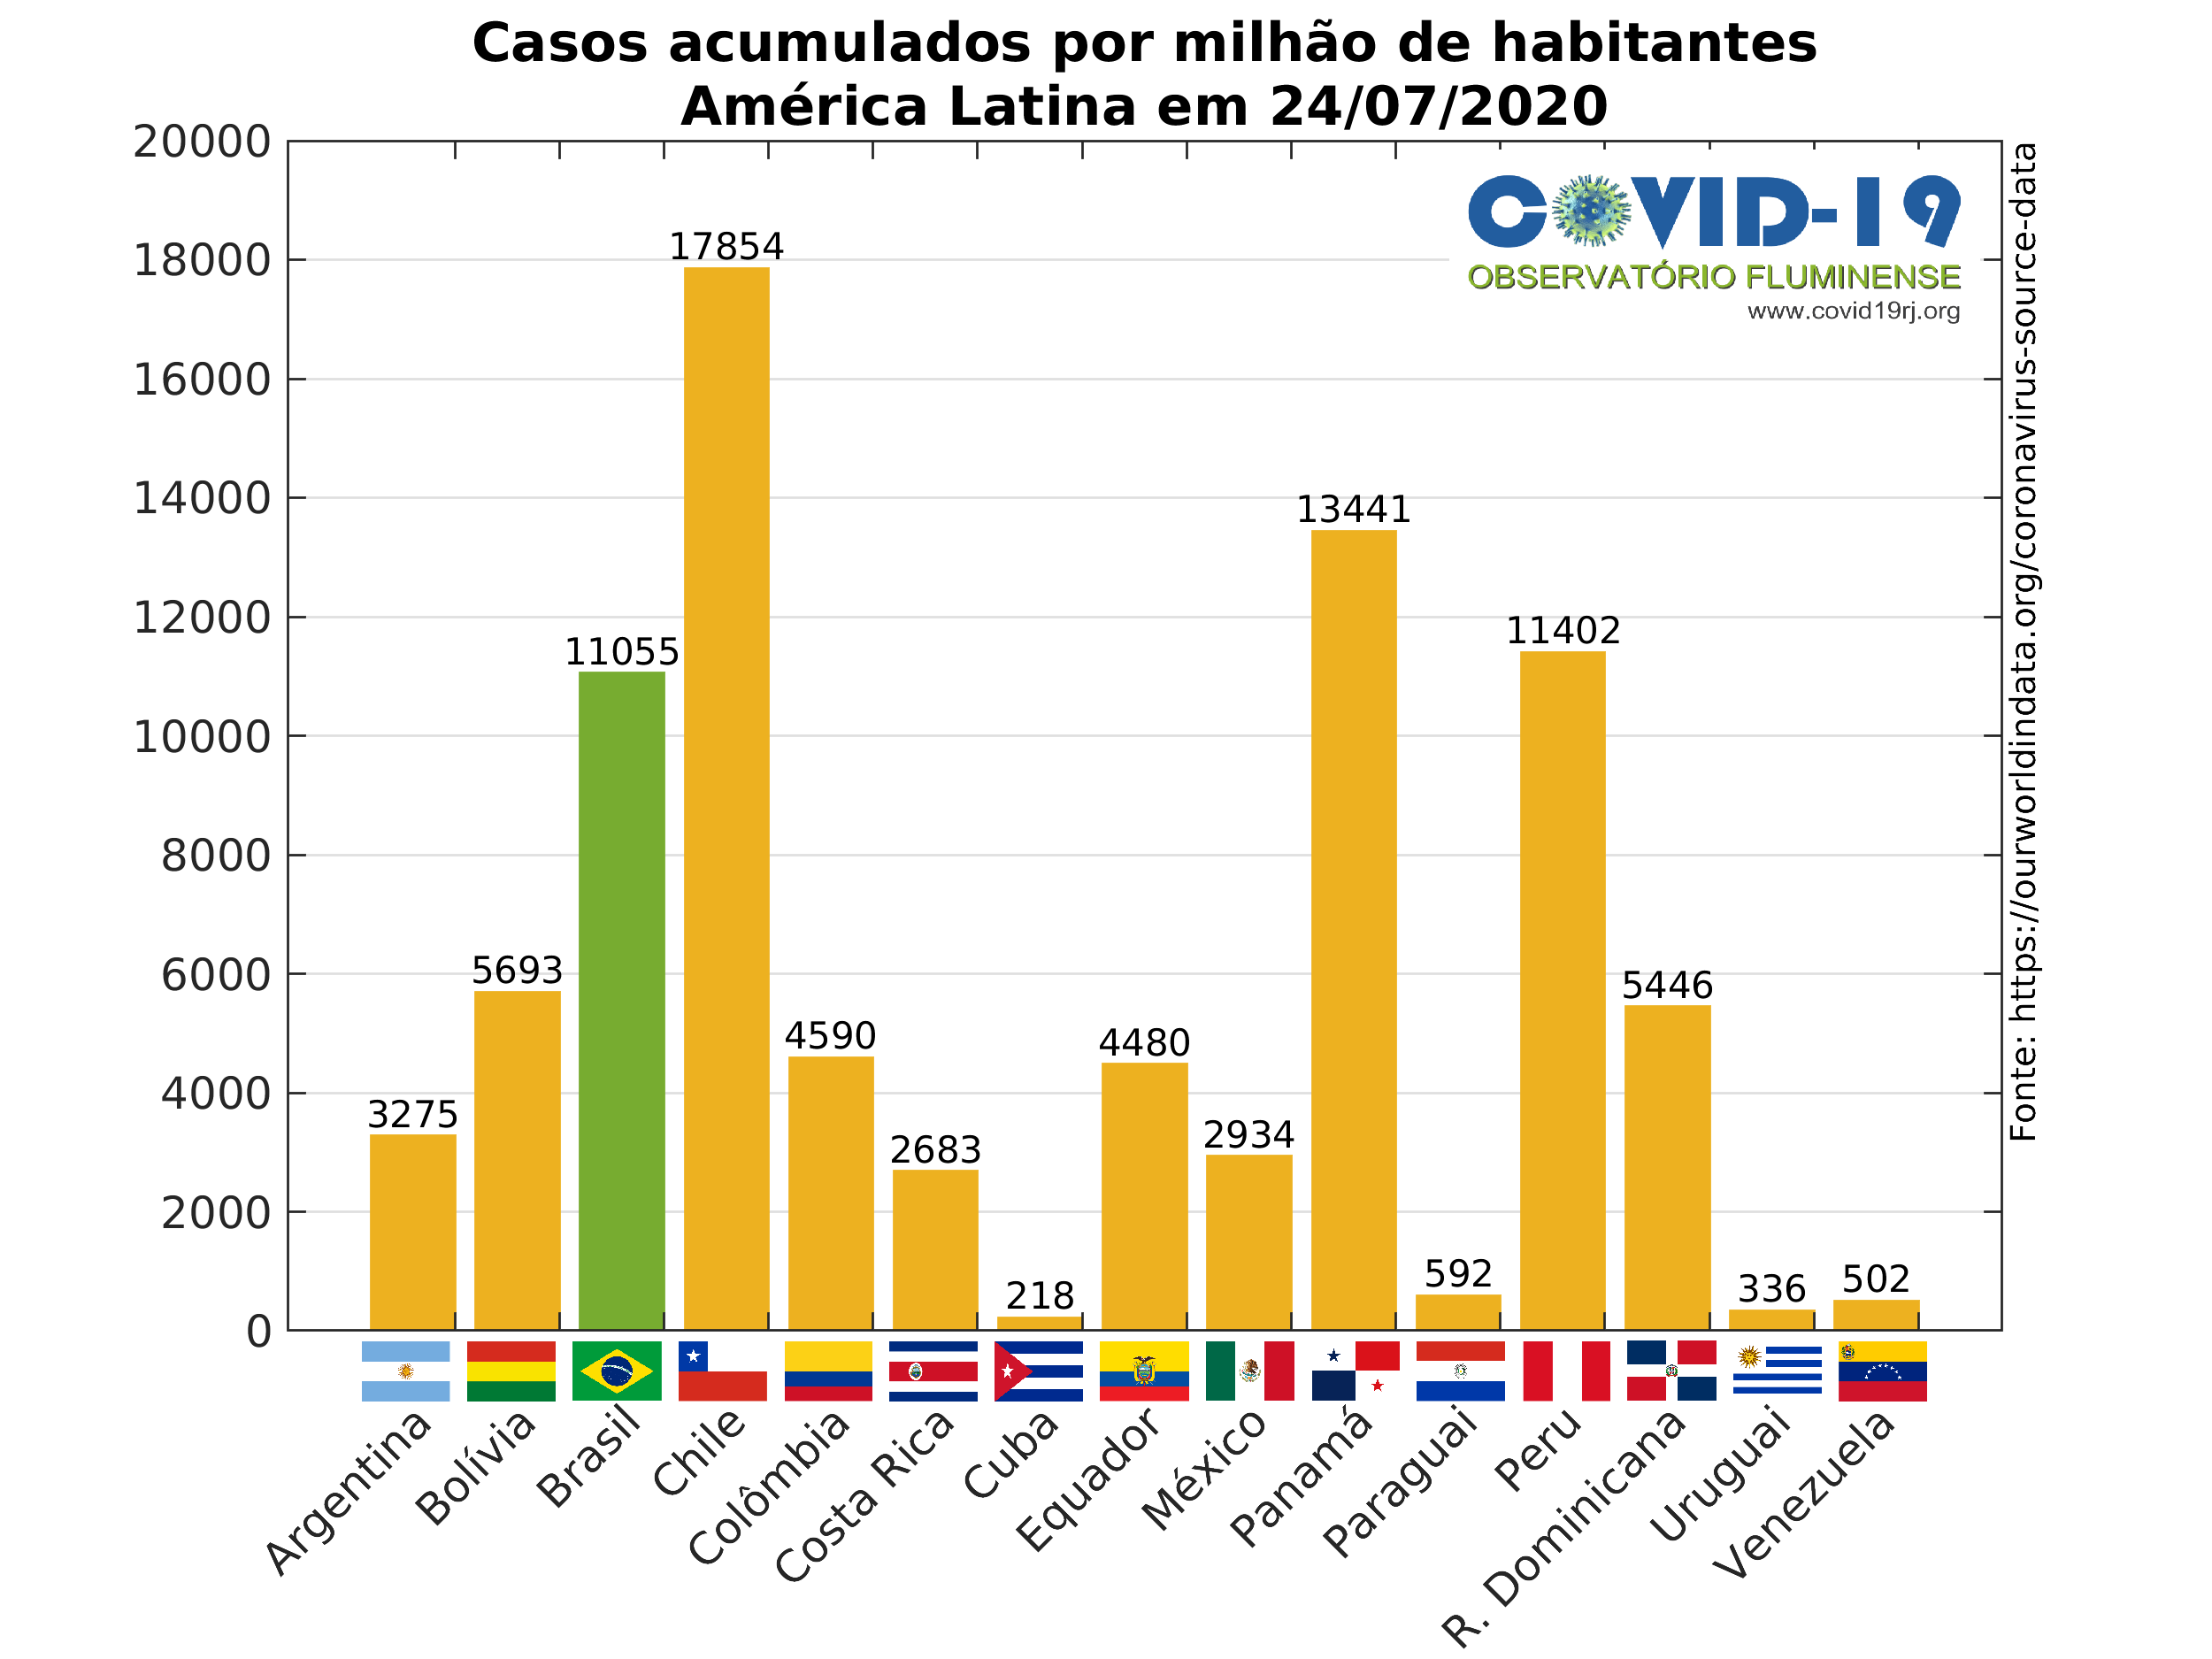 Casos acumulados por milhão de habitantes
América Latina em 24/07/2020
20000
18000
16000
14000
12000
10000
8000
6000
4000
2000
0
3275
5693
11055
17854
4590
2683
218
4480
2934
13441
592
11402
5446
336
502
Argentina
Bolívia
Brasil
Chile
Colômbia
Costa Rica
Cuba
Equador
México
Panamá
Paraguai
Peru
R. Dominicana
Uruguai
Venezuela
COVID-19
OBSERVATÓRIO FLUMINENSE
www.covid19rj.org
Fonte: https://ourworldindata.org/coronavirus-source-data